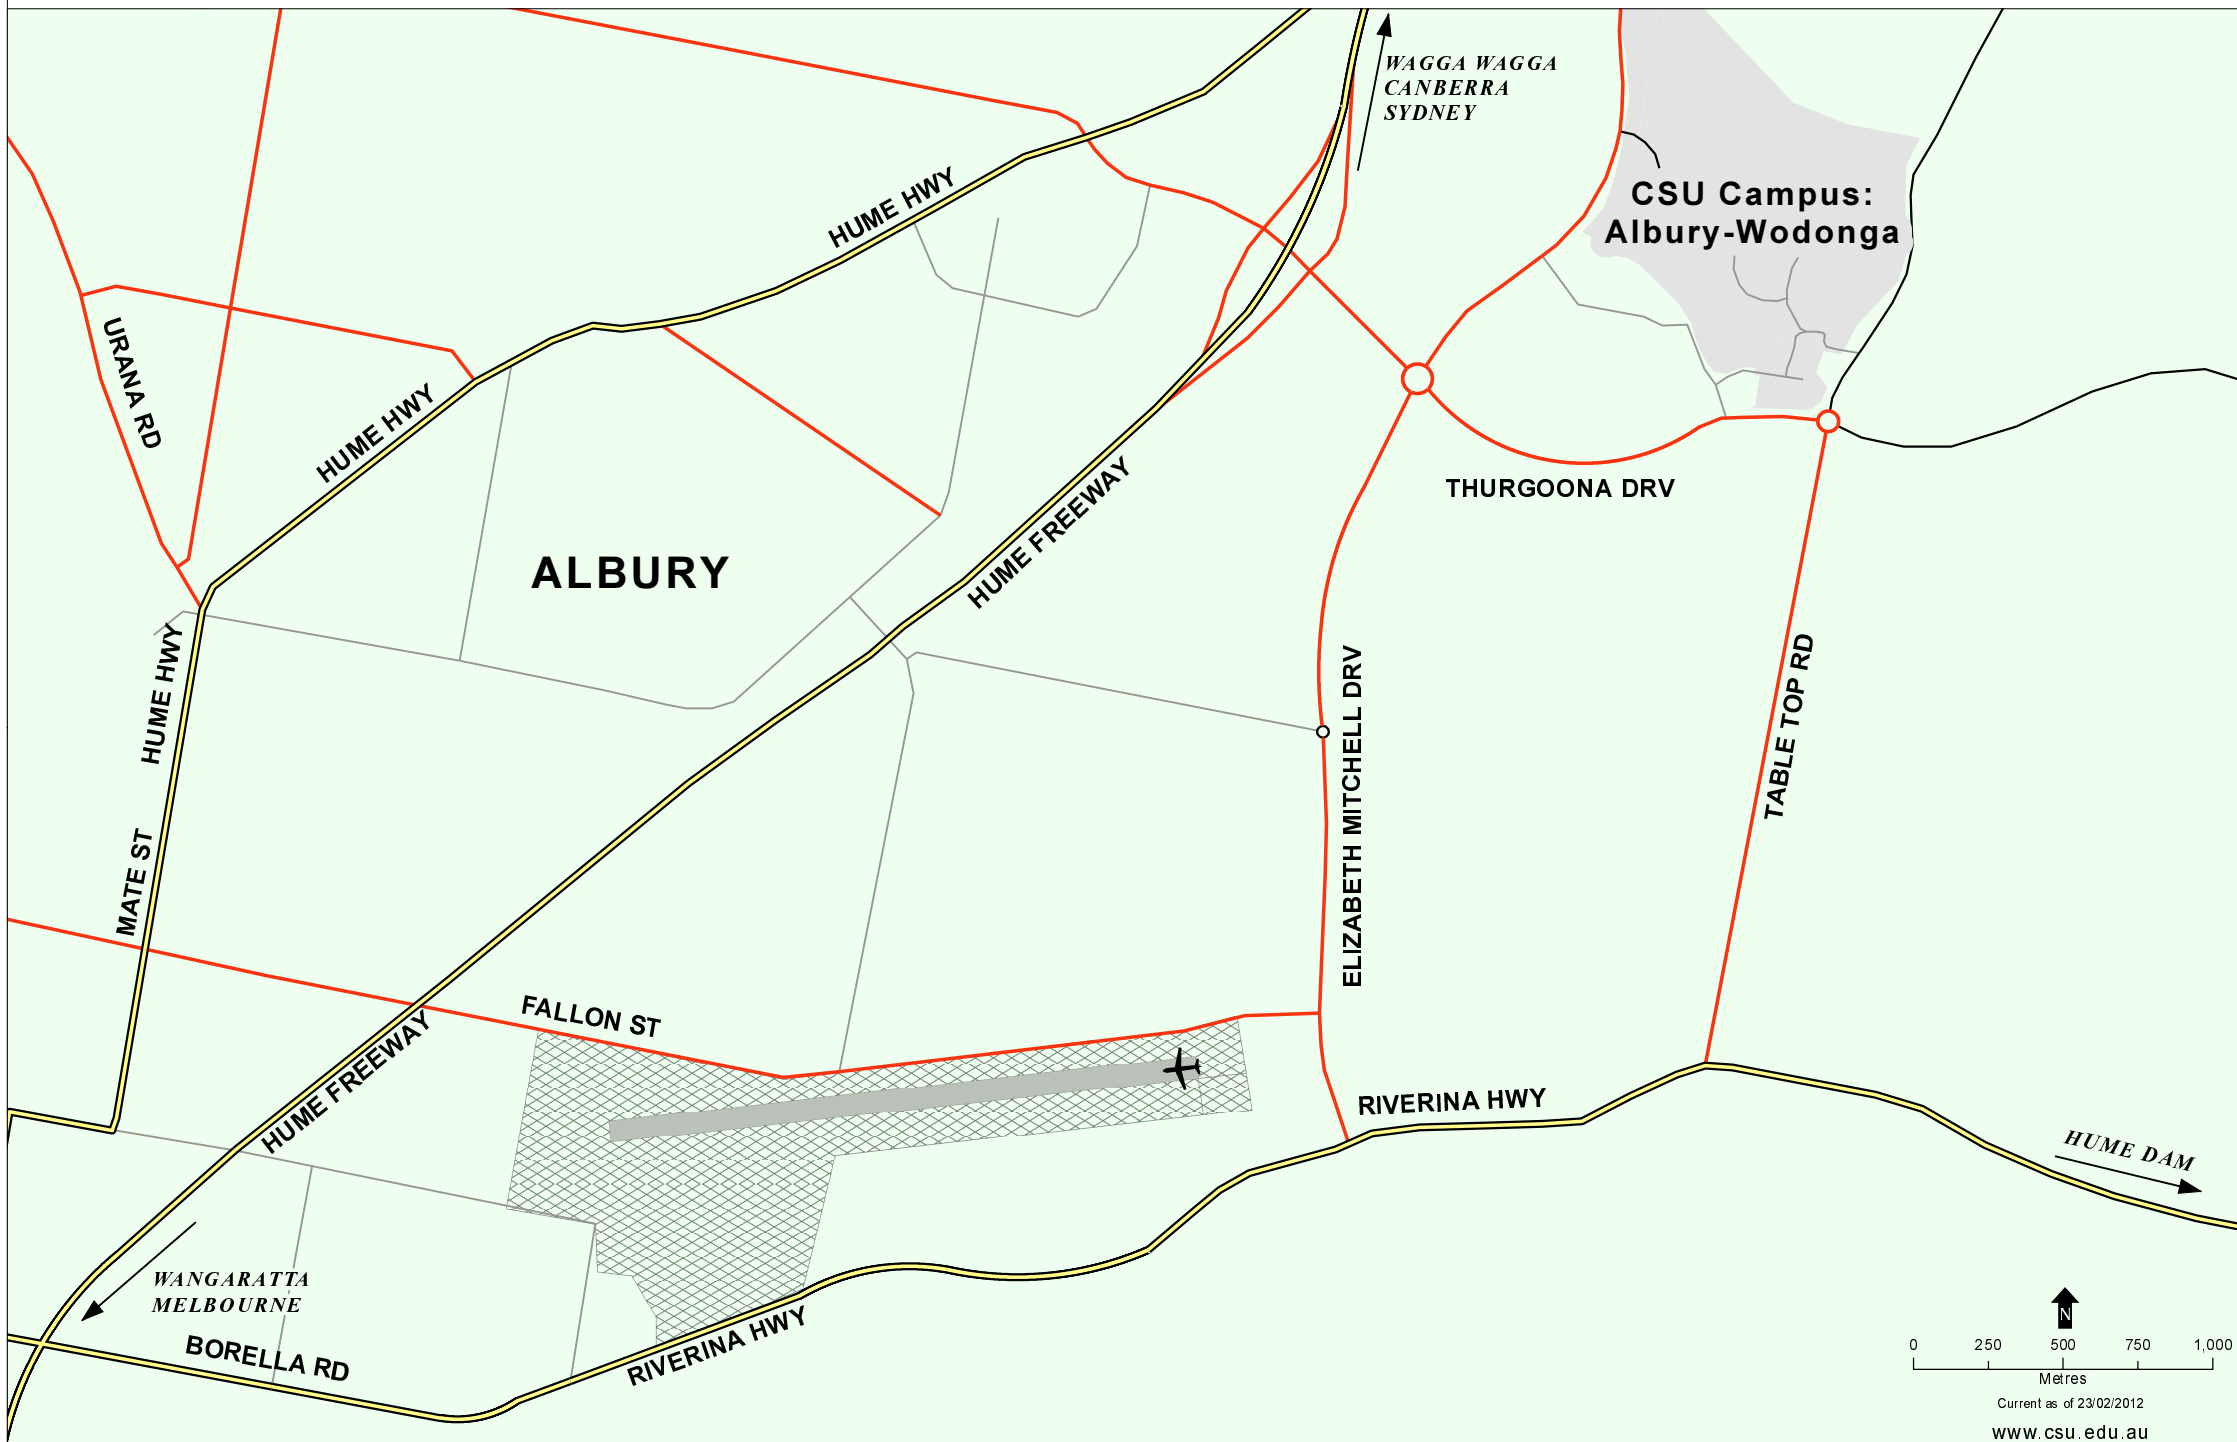 WAGGA WAGGA
CANBERRA
SYDNEY
CSU Campus:
Albury-Wodonga
HUME HWY
URANA RD
HUME HWY
THURGOONA DRV
HUME FREEWAY
ALBURY
HUME HWY
ELIZABETH MITCHELL DRV
TABLE TOP RD
MATE ST
FALLON ST
HUME FREEWAY
RIVERINA HWY
HUME DAM
WANGARATTA
MELBOURNE
BORELLA RD
RIVERINA HWY
N
0 250 500 750 1,000
Metres
Current as of 23/02/2012
www.csu.edu.au